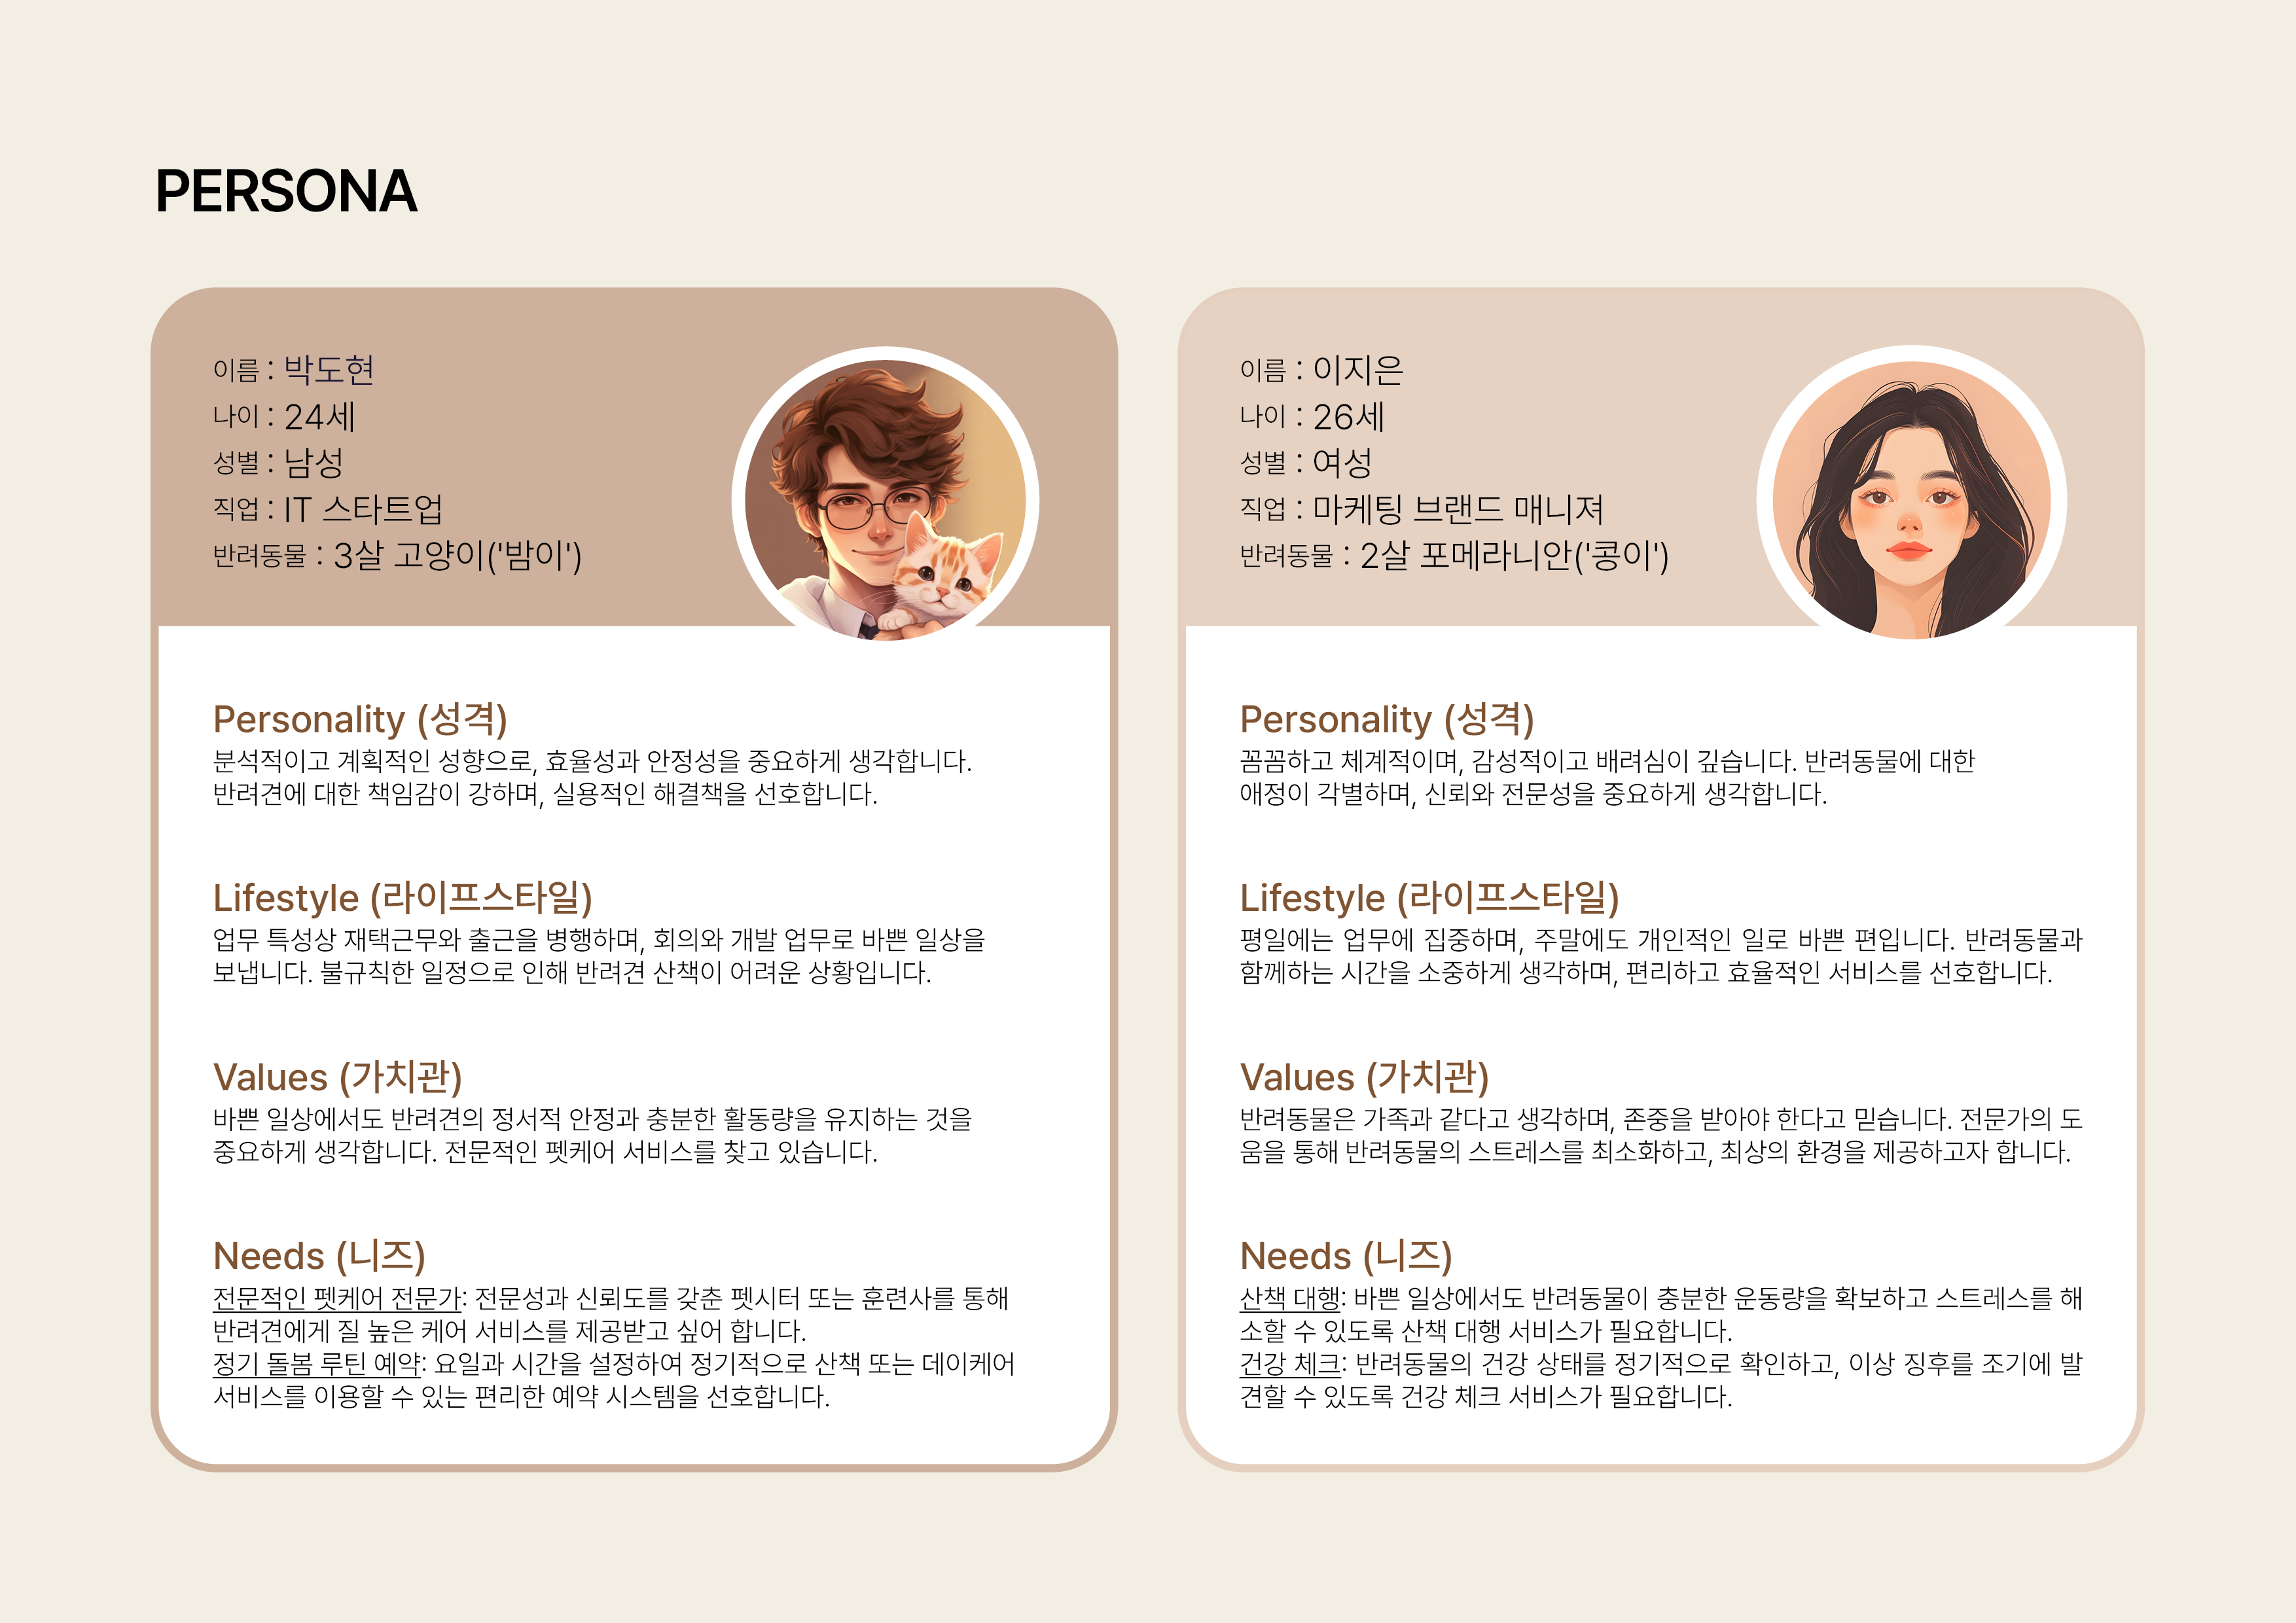 PERSONA
이름 : 박도현
나이 : 24세
성별 : 남성
직업 : IT 스타트업
반려동물 : 3살 고양이('밤이')
Personality (성격)
분석적이고 계획적인 성향으로, 효율성과 안정성을 중요하게 생각합니다.
반려견에 대한 책임감이 강하며, 실용적인 해결책을 선호합니다.
Lifestyle (라이프스타일)
업무 특성상 재택근무와 출근을 병행하며, 회의와 개발 업무로 바쁜 일상을
보냅니다. 불규칙한 일정으로 인해 반려견 산책이 어려운 상황입니다.
Values (가치관)
바쁜 일상에서도 반려견의 정서적 안정과 충분한 활동량을 유지하는 것을
중요하게 생각합니다. 전문적인 펫케어 서비스를 찾고 있습니다.
Needs (니즈)
전문적인 펫케어 전문가: 전문성과 신뢰도를 갖춘 펫시터 또는 훈련사를 통해
반려견에게 질 높은 케어 서비스를 제공받고 싶어 합니다.
정기 돌봄 루틴 예약: 요일과 시간을 설정하여 정기적으로 산책 또는 데이케어
서비스를 이용할 수 있는 편리한 예약 시스템을 선호합니다.
이름 : 이지은
나이 : 26세
성별 : 여성
직업 : 마케팅 브랜드 매니져
반려동물 : 2살 포메라니안('콩이')
Personality (성격)
꼼꼼하고 체계적이며, 감성적이고 배려심이 깊습니다. 반려동물에 대한
애정이 각별하며, 신뢰와 전문성을 중요하게 생각합니다.
Lifestyle (라이프스타일)
평일에는 업무에 집중하며, 주말에도 개인적인 일로 바쁜 편입니다. 반려동물과
함께하는 시간을 소중하게 생각하며, 편리하고 효율적인 서비스를 선호합니다.
Values (가치관)
반려동물은 가족과 같다고 생각하며, 존중을 받아야 한다고 믿습니다. 전문가의 도
움을 통해 반려동물의 스트레스를 최소화하고, 최상의 환경을 제공하고자 합니다.
Needs (니즈)
산책 대행: 바쁜 일상에서도 반려동물이 충분한 운동량을 확보하고 스트레스를 해
소할 수 있도록 산책 대행 서비스가 필요합니다.
건강 체크: 반려동물의 건강 상태를 정기적으로 확인하고, 이상 징후를 조기에 발
견할 수 있도록 건강 체크 서비스가 필요합니다.